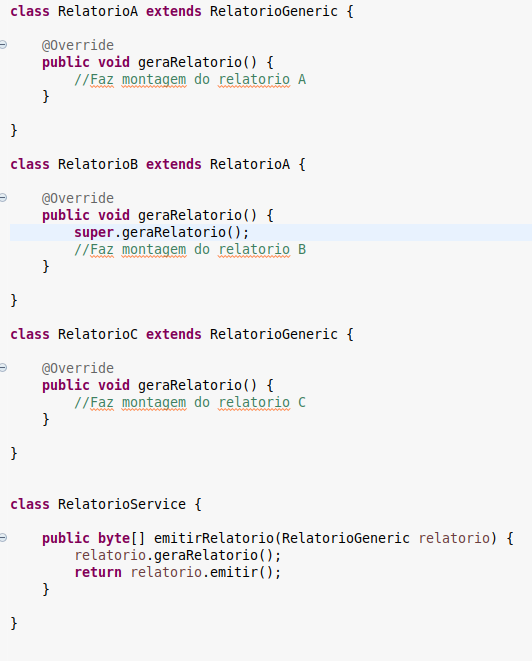 class RelatorioA extends RelatorioGeneric {
@Override
public void geraRelatorio() {
//Faz montagem do relatorio A
}
}
class RelatorioB extends RelatorioA {
@Override
public void geraRelatorio() {
super.geraRelatorio();
//Faz montagem do relatorio B
}
}
class RelatorioC extends RelatorioGeneric {
@Override
public void geraRelatorio() {
//Faz montagem do relatorio C
}
}
class RelatorioService {
public byte[] emitirRelatorio(RelatorioGeneric relatorio) {
relatorio.geraRelatorio();
return relatorio.emitir();
}
}